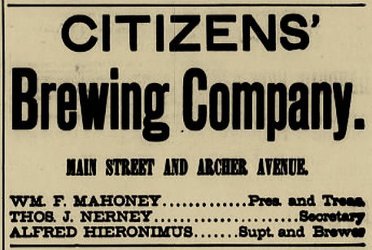 CITIZENS'
Brewing Company.
MAIN STREET AND ARCHER AVENUE.
WM. F. MAHONEY.............Pres. and Treas.
THOS. J. NERNEY......................Secretary
ALFRED HIERONIMUS......Supt. and Brewer